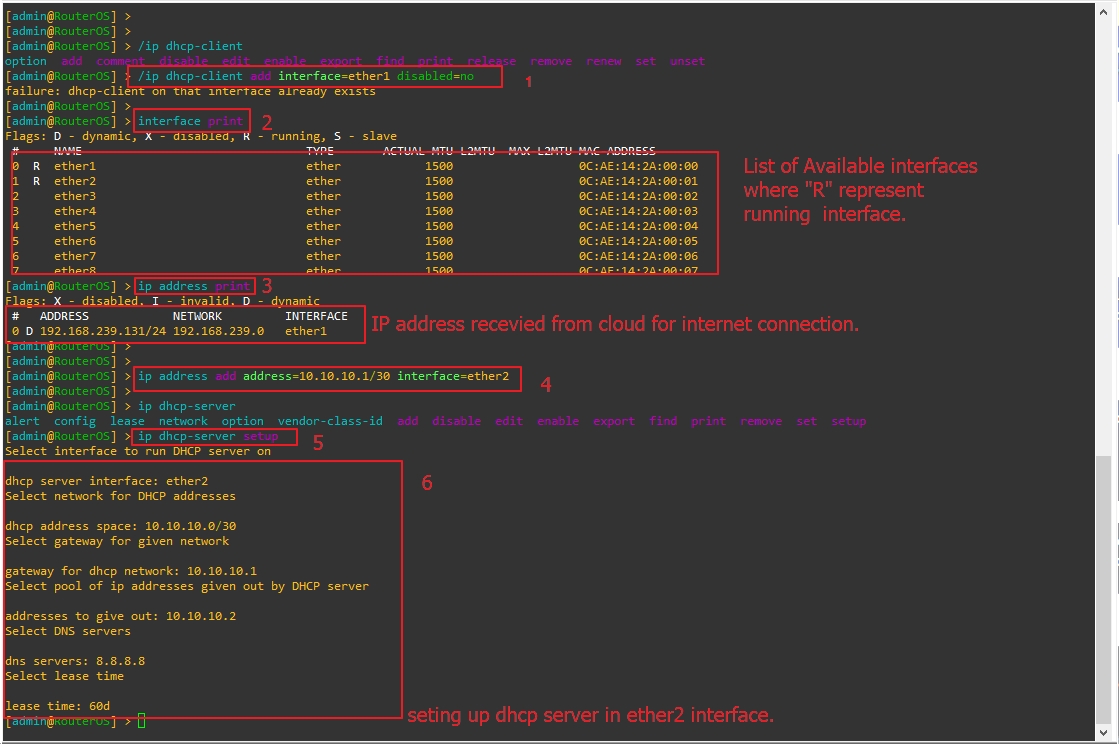 [admin@RouterOS] >
[admin@RouterOS] >
[admin@RouterOS] > /ip dhcp-client
option add comment disable edit enable export find print release remove renew set unset
[admin@RouterOS] > /ip dhcp-client add interface=ether1 disabled=no
1
failure: dhcp-client on that interface already exists
[admin@RouterOS] >
[admin@RouterOS] > interface print
2
Flags: D - dynamic, X - disabled, R - running, S - slave
# NAME TYPE ACTUAL-MTU L2MTU MAX-L2MTU MAC-ADDRESS
0 R ether1 ether 1500 0C:AE:14:2A:00:00
1 R ether2 ether 1500 0C:AE:14:2A:00:01
2 ether3 ether 1500 0C:AE:14:2A:00:02
3 ether4 ether 1500 0C:AE:14:2A:00:03
4 ether5 ether 1500 0C:AE:14:2A:00:04
5 ether6 ether 1500 0C:AE:14:2A:00:05
6 ether7 ether 1500 0C:AE:14:2A:00:06
7 ether8 ether 1500 0C:AE:14:2A:00:07
List of Available interfaces
where "R" represent
running interface.
[admin@RouterOS] > ip address print
3
Flags: X - disabled, I - invalid, D - dynamic
# ADDRESS NETWORK INTERFACE
0 D 192.168.239.131/24 192.168.239.0 ether1
IP address recevied from cloud for internet connection.
[admin@RouterOS] >
[admin@RouterOS] >
[admin@RouterOS] > ip address add address=10.10.10.1/30 interface=ether2
4
[admin@RouterOS] >
[admin@RouterOS] > ip dhcp-server
alert config lease network option vendor-class-id add disable edit enable export find print remove set setup
[admin@RouterOS] > ip dhcp-server setup
5
Select interface to run DHCP server on
6
dhcp server interface: ether2
Select network for DHCP addresses
dhcp address space: 10.10.10.0/30
Select gateway for given network
gateway for dhcp network: 10.10.10.1
Select pool of ip addresses given out by DHCP server
addresses to give out: 10.10.10.2
Select DNS servers
dns servers: 8.8.8.8
Select lease time
lease time: 60d
[admin@RouterOS] >
seting up dhcp server in ether2 interface.